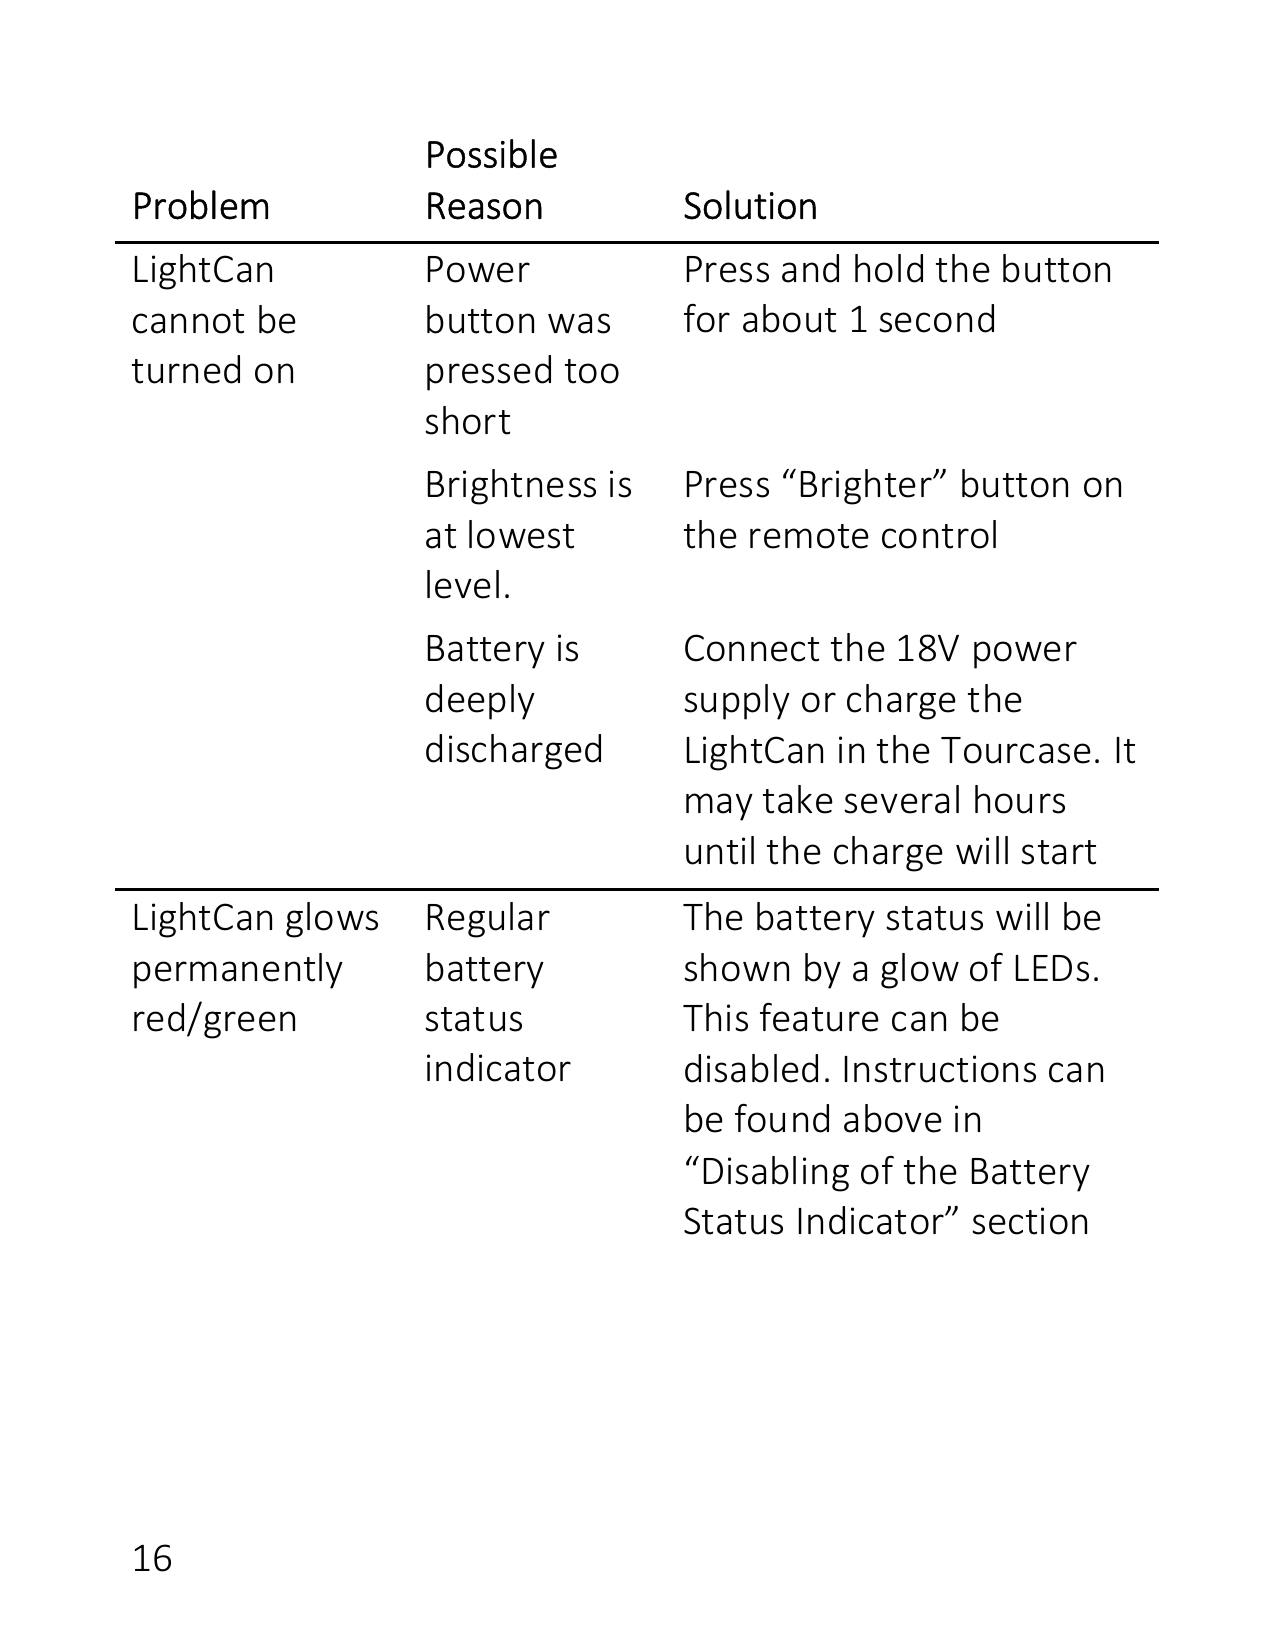 Problem
Possible
Reason
Solution
LightCan
cannot be
turned on
Power
button was
pressed too
short
Press and hold the button
for about 1 second
Brightness is
at lowest
level.
Press “Brighter” button on
the remote control
Battery is
deeply
discharged
Connect the 18V power
supply or charge the
LightCan in the Tourcase. It
may take several hours
until the charge will start
LightCan glows
permanently
red/green
Regular
battery
status
indicator
The battery status will be
shown by a glow of LEDs.
This feature can be
disabled. Instructions can
be found above in
“Disabling of the Battery
Status Indicator” section
16